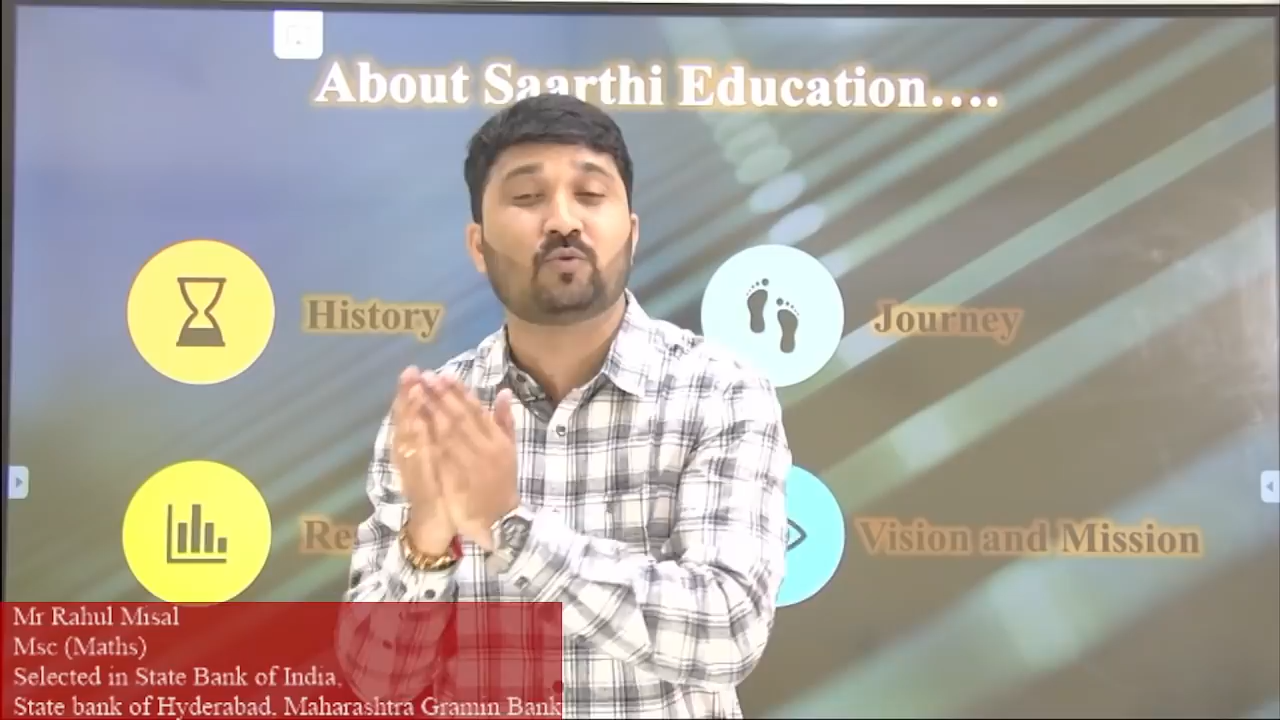 About Saarthi Education....
History
Journey
Vision and Mission
Mr Rahul Misal
Msc (Maths)
Selected in State Bank of India,
State bank of Hyderabad. Maharashtra Gramin Bank